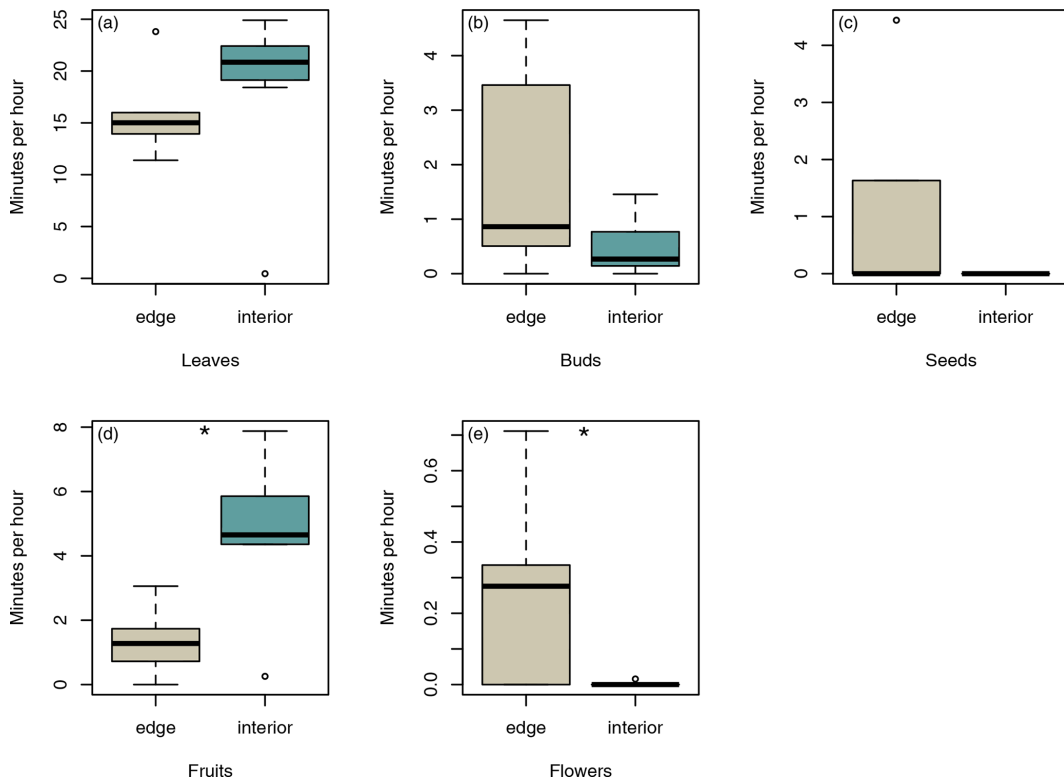 (a)
Minutes per hour
25
20
15
10
5
0
edge interior
Leaves
(b)
Minutes per hour
4
3
2
1
0
edge interior
Buds
(c)
Minutes per hour
4
3
2
1
0
edge interior
Seeds
(d)
*
Minutes per hour
8
6
4
2
0
edge interior
Fruits
(e)
*
Minutes per hour
0.6
0.4
0.2
0.0
edge interior
Flowers